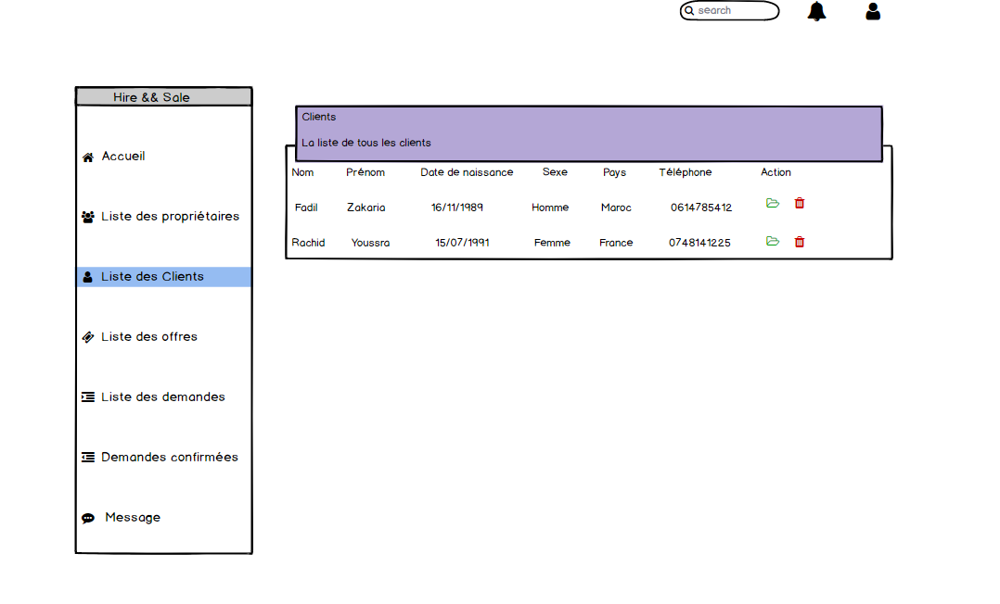 search
Hire && Sale
Accueil
Liste des propriétaires
Liste des Clients
Liste des offres
Liste des demandes
Demandes confirmées
Message
Clients
La liste de tous les clients
Nom Prénom Date de naissance Sexe Pays Téléphone Action
Fadil Zakaria 16/11/1989 Homme Maroc 0614785412
Rachid Youssra 15/07/1991 Femme France 0748141225